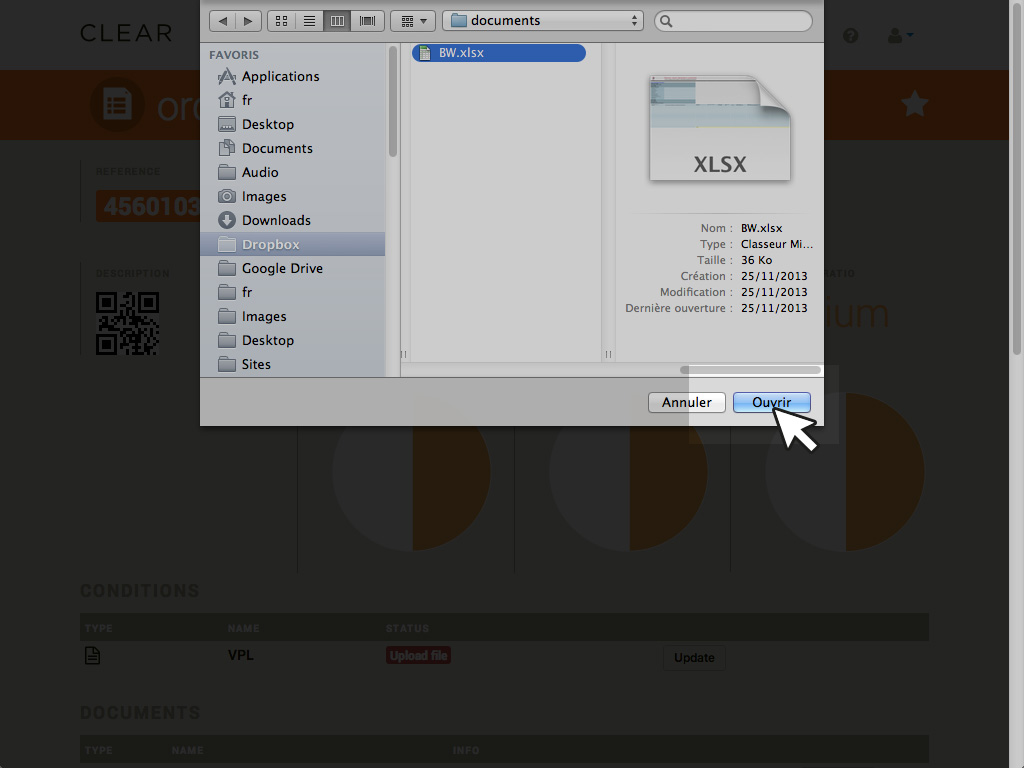 CLEAR
documents
FAVORIS
Applications
fr
Desktop
Documents
Audio
Images
Downloads
Dropbox
Google Drive
fr
Images
Desktop
Sites
BW.xlsx
XLSX
Nom : BW.xlsx
Type : Classeur Mi...
Taille : 36 Ko
Création : 25/11/2013
Modification : 25/11/2013
Dernière ouverture : 25/11/2013
Annuler
Ouvrir
REFERENCE
4560103
DESCRIPTION
CONDITIONS
TYPE NAME STATUS
VPL Upload file Update
DOCUMENTS
TYPE NAME INFO